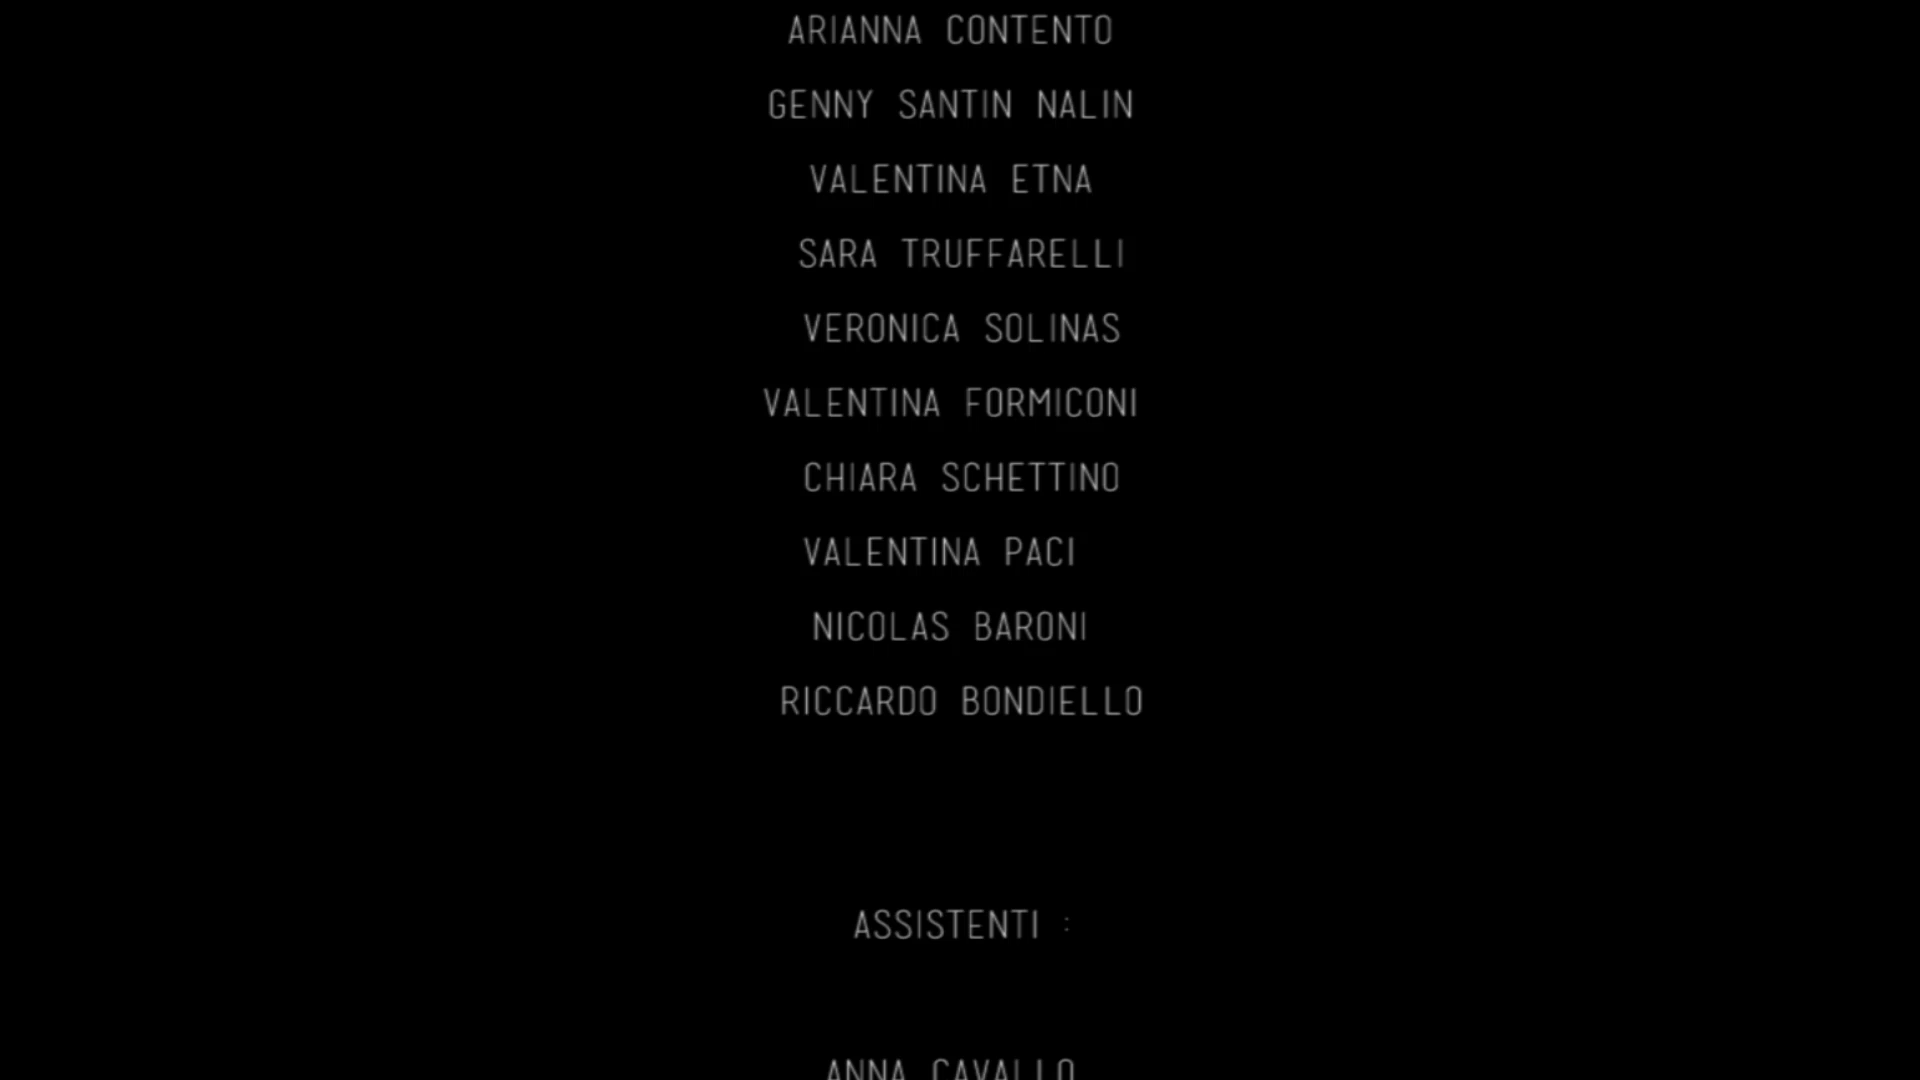 ARIANNA CONTENTO
GENNY SANTIN NALIN
VALENTINA ETNA
SARA TRUFFARELLI
VERONICA SOLINAS
VALENTINA FORMICONI
CHIARA SCHETTINO
VALENTINA PACI
NICOLAS BARONI
RICCARDO BONDIELLO
ASSISTENTI :
ANNA CAVALLO